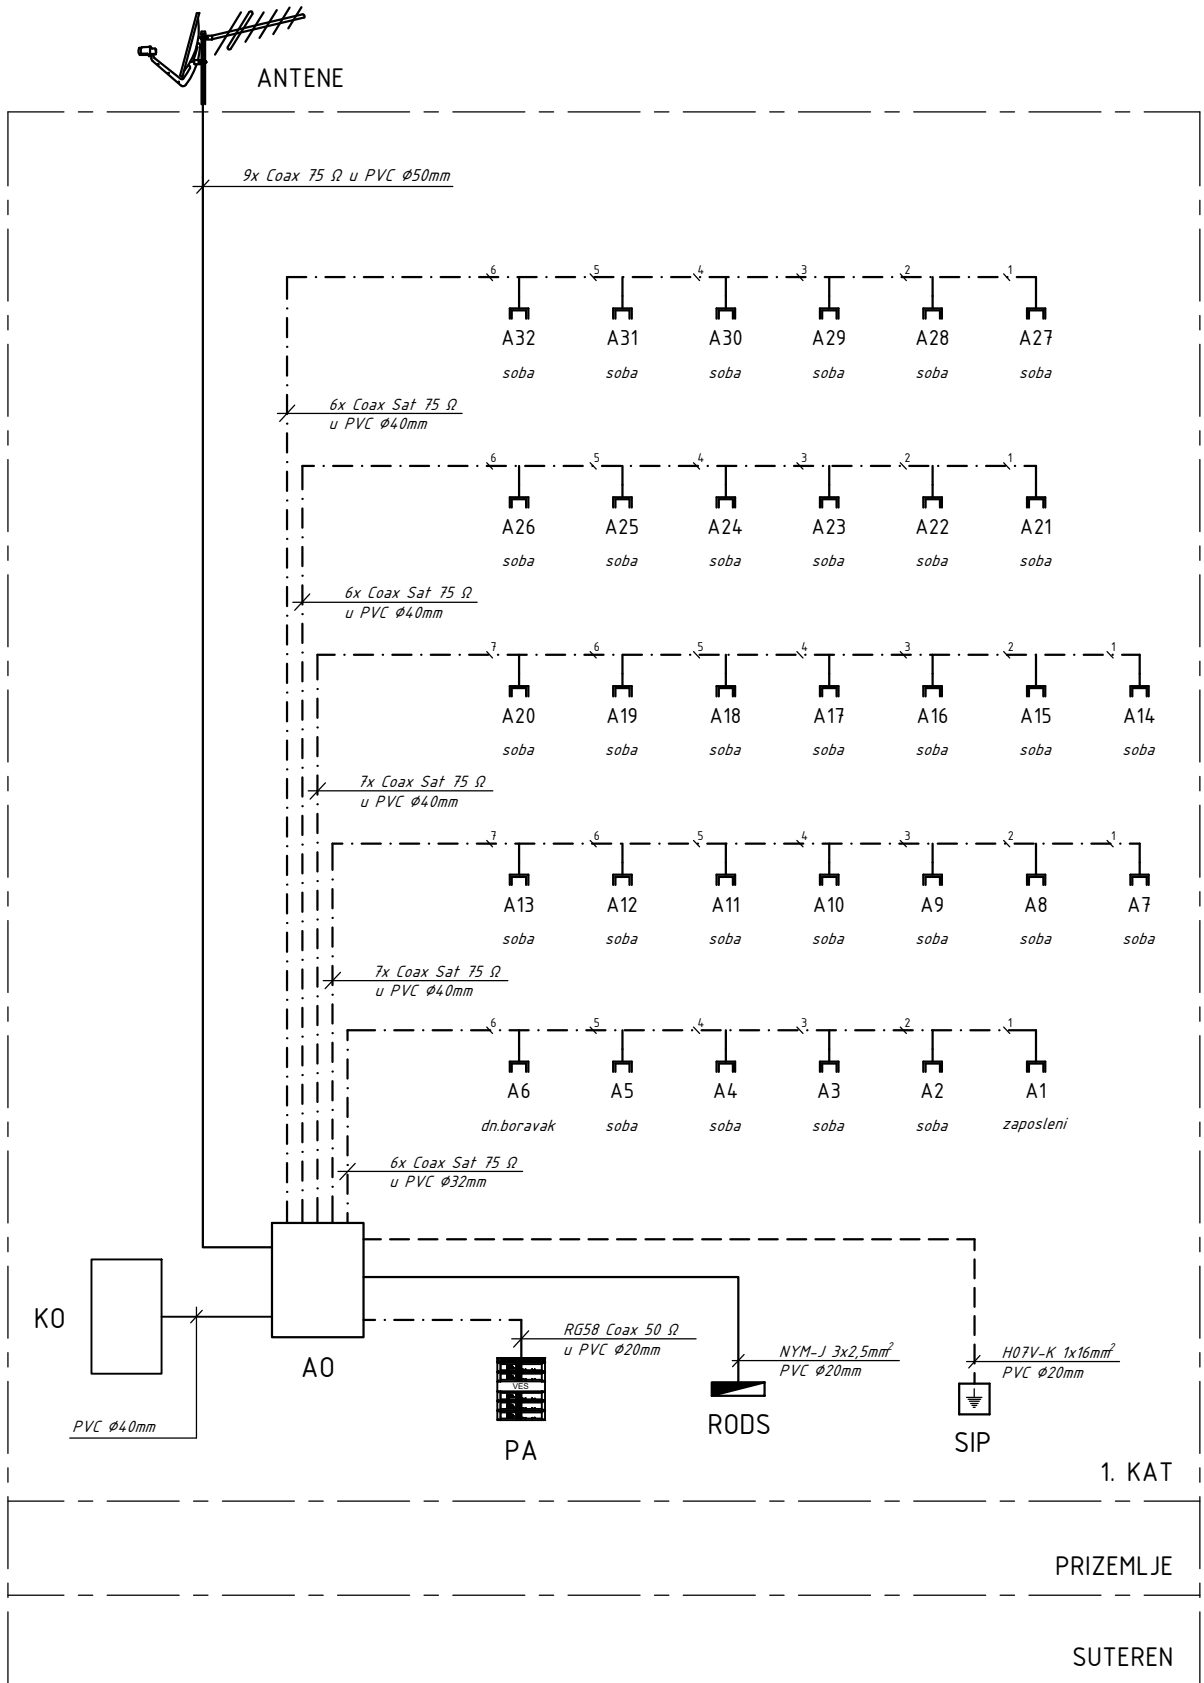 ANTENE
9x Coax 75 Ω u PVC Ø50mm
6 5 4 3 2 1
A32 A31 A30 A29 A28 A27
soba soba soba soba soba soba
6x Coax Sat 75 Ω
u PVC Ø40mm
6 5 4 3 2 1
A26 A25 A24 A23 A22 A21
soba soba soba soba soba soba
6x Coax Sat 75 Ω
u PVC Ø40mm
7 6 5 4 3 2 1
A20 A19 A18 A17 A16 A15 A14
soba soba soba soba soba soba soba
7x Coax Sat 75 Ω
u PVC Ø40mm
7 6 5 4 3 2 1
A13 A12 A11 A10 A9 A8 A7
soba soba soba soba soba soba soba
7x Coax Sat 75 Ω
u PVC Ø40mm
6 5 4 3 2 1
A6 A5 A4 A3 A2 A1
dn.boravak soba soba soba soba zaposleni
6x Coax Sat 75 Ω
u PVC Ø32mm
KO
AO
RG58 Coax 50 Ω
u PVC Ø20mm
NYM-J 3x2,5mm²
PVC Ø20mm
H07V-K 1x16mm²
PVC Ø20mm
VES
PVC Ø40mm
PA
RODS
SIP
1. KAT
PRIZEMLJE
SUTEREN